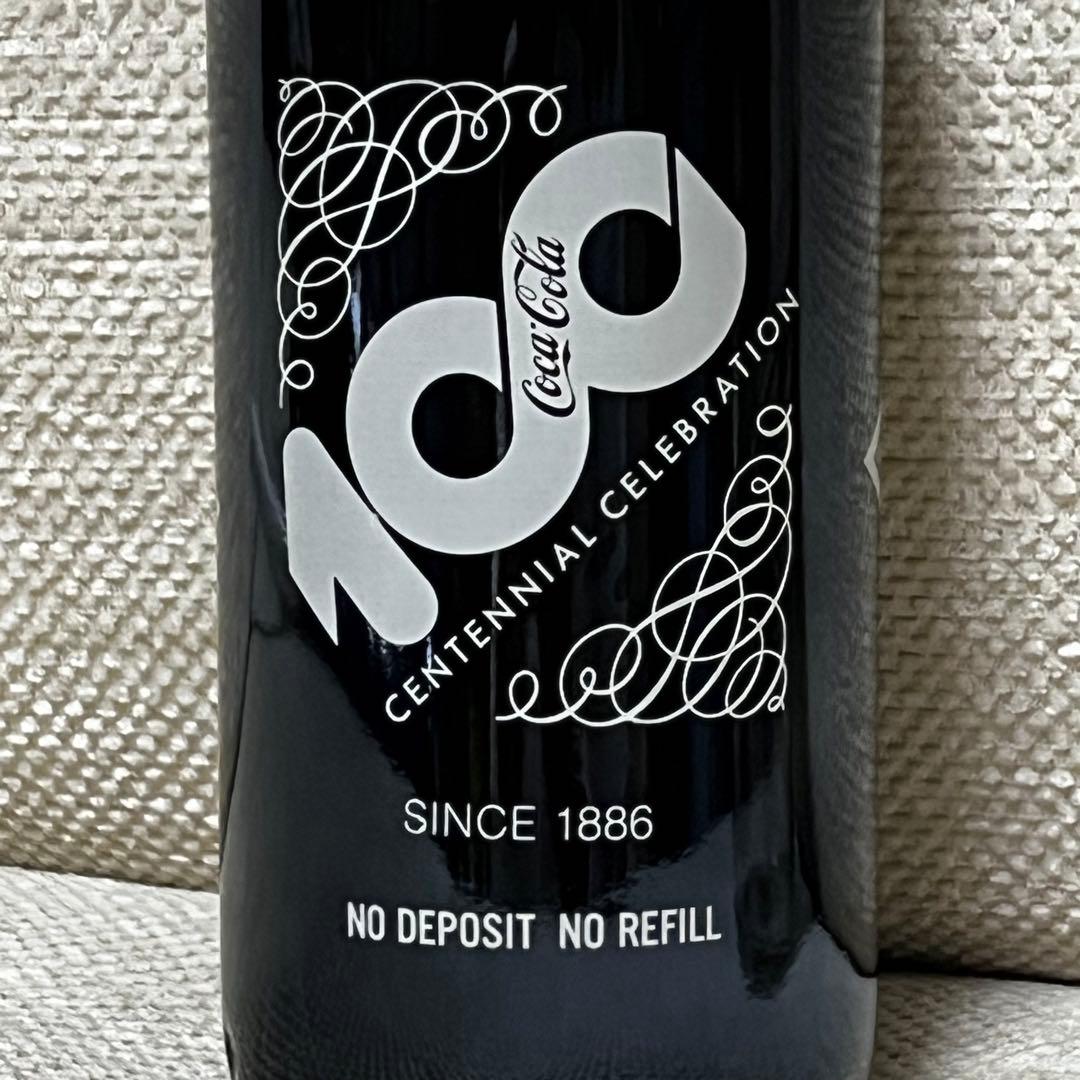 100
Coca-Cola
CENTENNIAL CELEBRATION
SINCE 1886
NO DEPOSIT NO REFILL